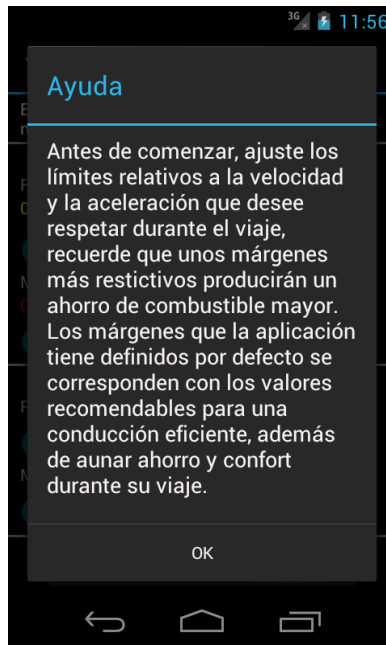 3G 11:56
Ayuda
Antes de comenzar, ajuste los
límites relativos a la velocidad
y la aceleración que desee
respetar durante el viaje,
recuerde que unos márgenes
más restictivos producirán un
ahorro de combustible mayor.
Los márgenes que la aplicación
tiene definidos por defecto se
corresponden con los valores
recomendables para una
conducción eficiente, además
de aunar ahorro y confort
durante su viaje.
OK